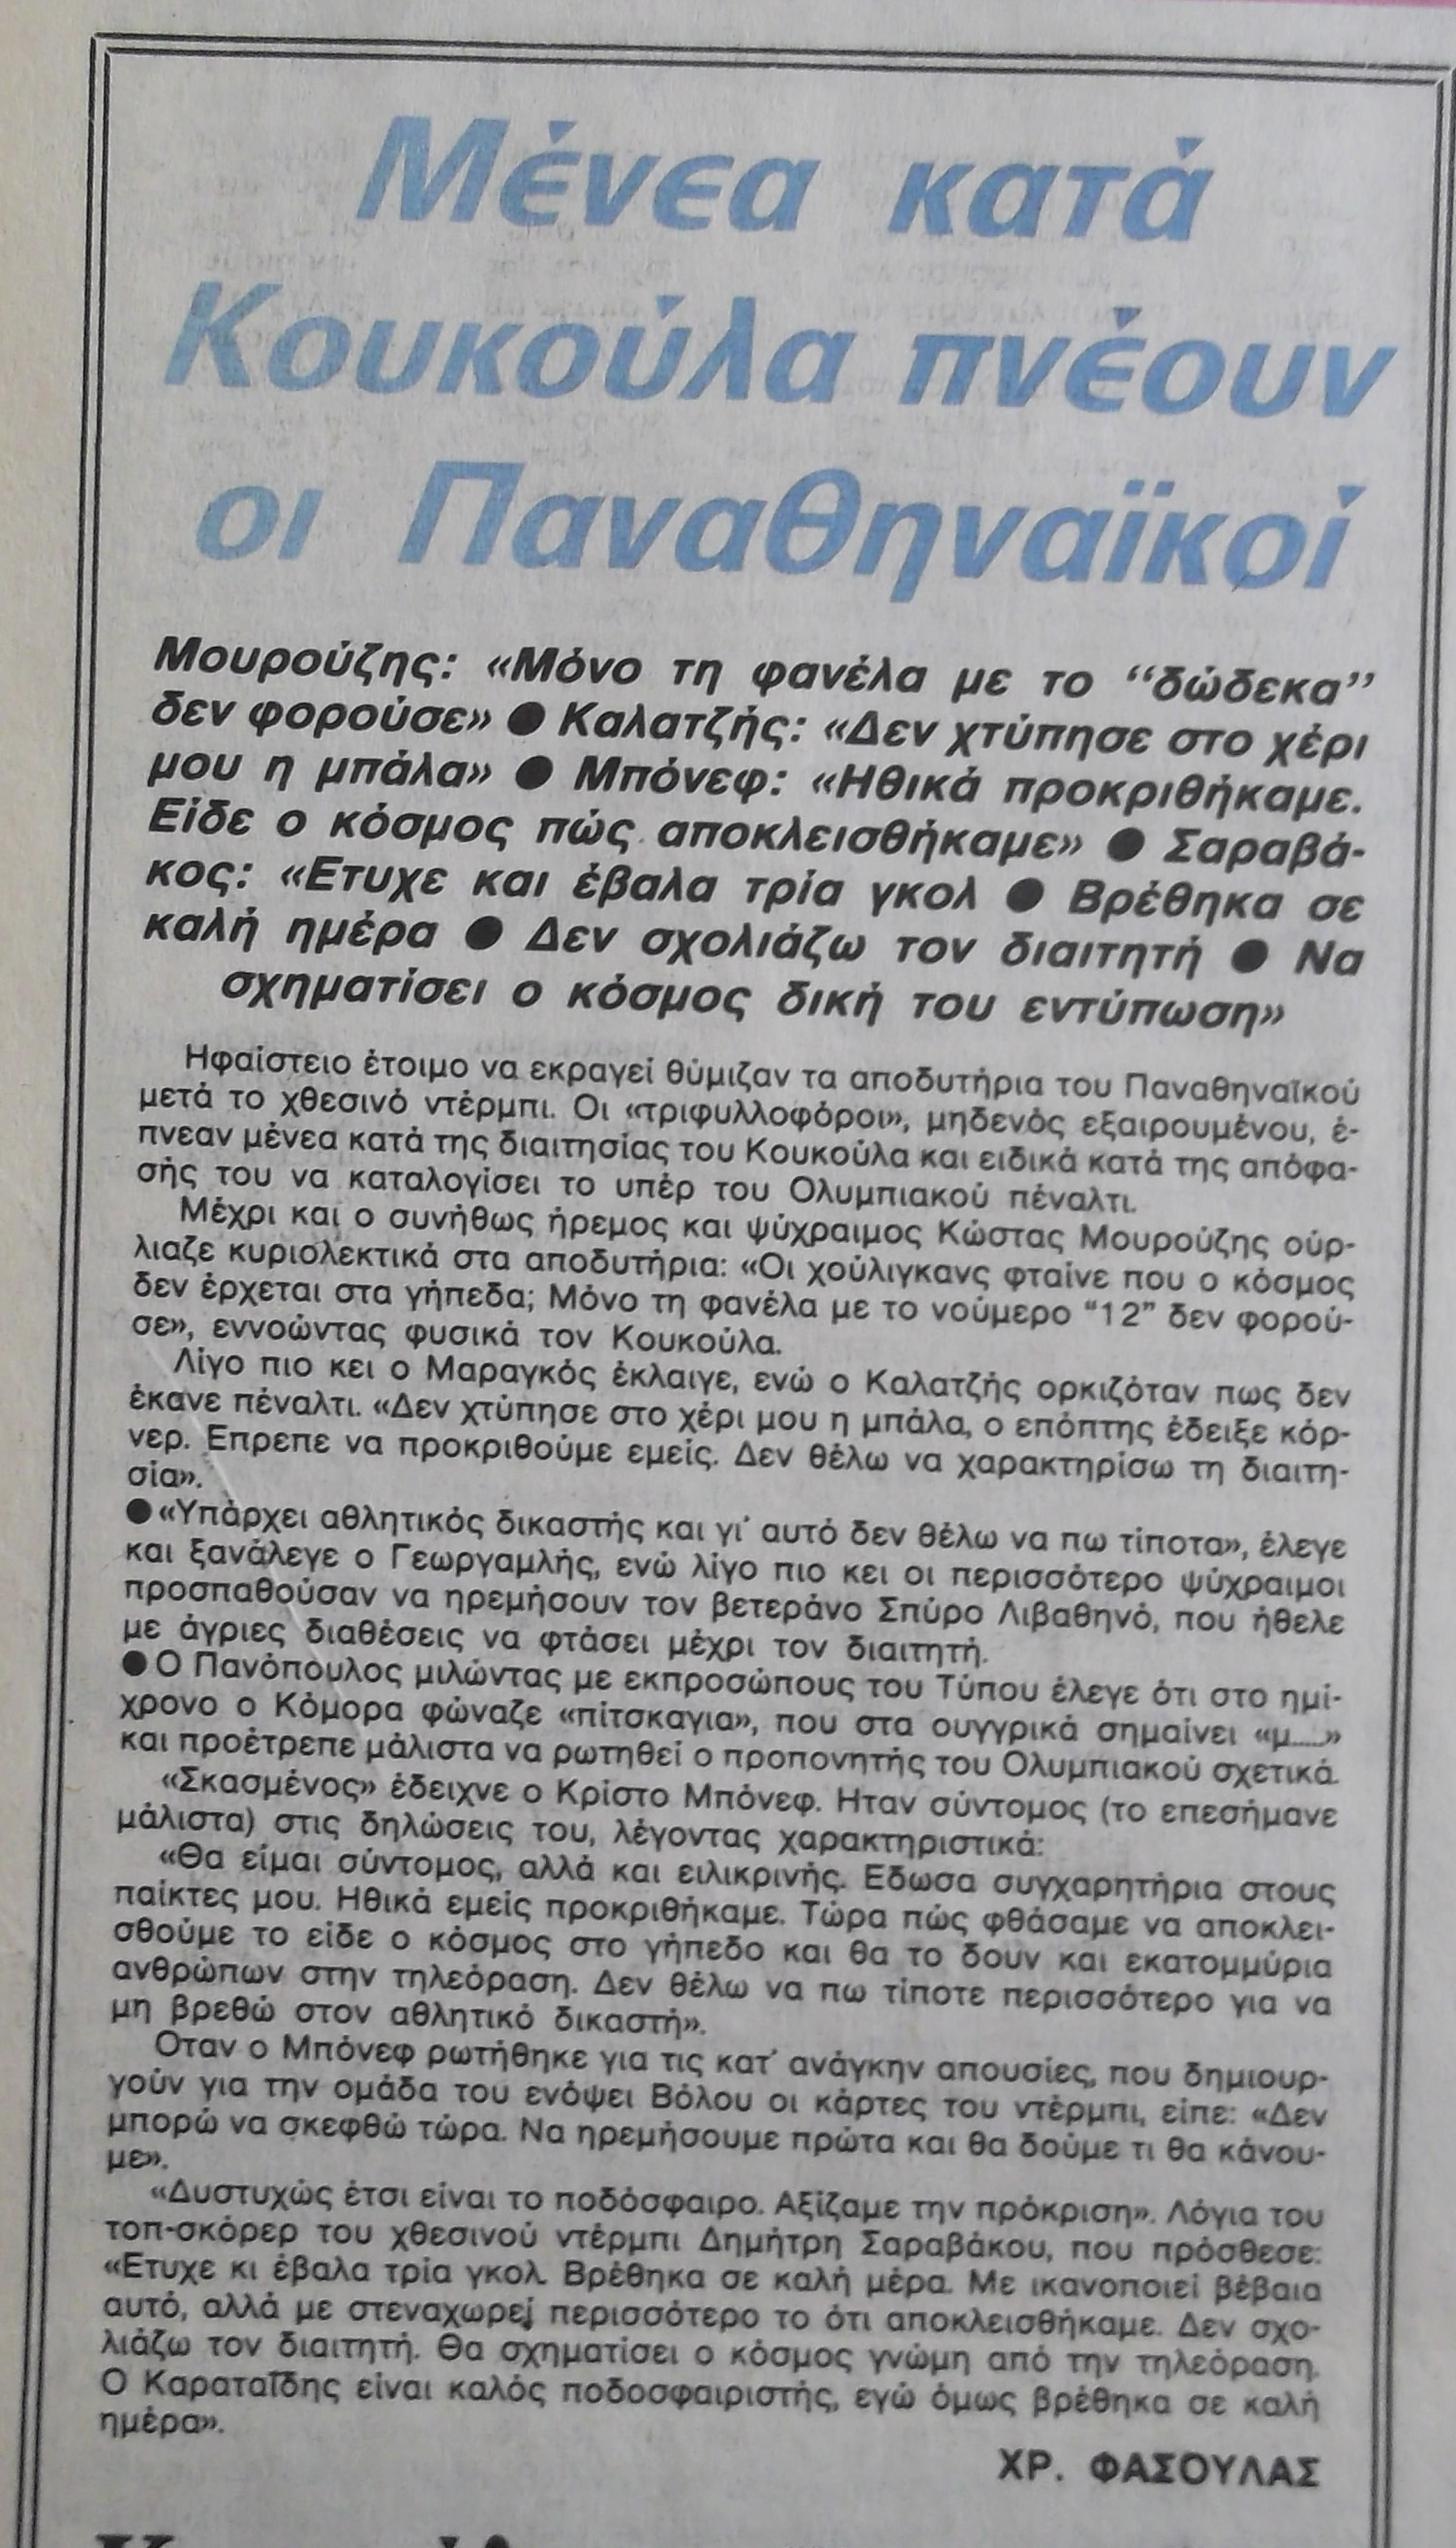 Μένεα κατά
Κουκούλα πνέουν
οι Παναθηναϊκοί
Μουρούζης: «Μόνο τη φανέλα με το ‘‘δώδεκα’’
δεν φορούσε» ● Καλατζής: «Δεν χτύπησε στο χέρι
μου η μπάλα» ● Μπόνεφ: «Ηθικά προκριθήκαμε.
Είδε ο κόσμος πώς αποκλεισθήκαμε» ● Σαραβά-
κος: «Ετυχε και έβαλα τρία γκολ ● Βρέθηκα σε
καλή ημέρα ● Δεν σχολιάζω τον διαιτητή ● Να
σχηματίσει ο κόσμος δική του εντύπωση»
Ηφαίστειο έτοιμο να εκραγεί θύμιζαν τα αποδυτήρια του Παναθηναϊκού
μετά το χθεσινό ντέρμπι. Οι «τριφυλλοφόροι», μηδενός εξαιρουμένου, έ-
πνεαν μένεα κατά της διαιτησίας του Κουκούλα και ειδικά κατά της απόφα-
σής του να καταλογίσει το υπέρ του Ολυμπιακού πέναλτι.
Μέχρι και ο συνήθως ήρεμος και ψύχραιμος Κώστας Μουρούζης ούρ-
λιαζε κυριολεκτικά στα αποδυτήρια: «Οι χούλιγκανς φταίνε που ο κόσμος
δεν έρχεται στα γήπεδα; Μόνο τη φανέλα με το νούμερο “12” δεν φορού-
σε», εννοώντας φυσικά τον Κουκούλα.
Λίγο πιο κει ο Μαραγκός έκλαιγε, ενώ ο Καλατζής ορκιζόταν πως δεν
έκανε πέναλτι. «Δεν χτύπησε στο χέρι μου η μπάλα, ο επόπτης έδειξε κόρ-
νερ. Επρεπε να προκριθούμε εμείς. Δεν θέλω να χαρακτηρίσω τη διαιτη-
σία».
● «Υπάρχει αθλητικός δικαστής και γι’ αυτό δεν θέλω να πω τίποτα», έλεγε
και ξανάλεγε ο Γεωργαμλής, ενώ λίγο πιο κει οι περισσότερο ψύχραιμοι
προσπαθούσαν να ηρεμήσουν τον βετεράνο Σπύρο Λιβαθηνό, που ήθελε
με άγριες διαθέσεις να φτάσει μέχρι τον διαιτητή.
● Ο Πανόπουλος μιλώντας με εκπροσώπους του Τύπου έλεγε ότι στο ημί-
χρονο ο Κόμορα φώναζε «πίτσκαγια», που στα ουγγρικά σημαίνει «μ.....»
και προέτρεπε μάλιστα να ρωτηθεί ο προπονητής του Ολυμπιακού σχετικά.
«Σκασμένος» έδειχνε ο Κρίστο Μπόνεφ. Ηταν σύντομος (το επεσήμανε
μάλιστα) στις δηλώσεις του, λέγοντας χαρακτηριστικά:
«Θα είμαι σύντομος, αλλά και ειλικρινής. Εδωσα συγχαρητήρια στους
παίκτες μου. Ηθικά εμείς προκριθήκαμε. Τώρα πώς φθάσαμε να αποκλει-
σθούμε το είδε ο κόσμος στο γήπεδο και θα το δουν και εκατομμύρια
ανθρώπων στην τηλεόραση. Δεν θέλω να πω τίποτε περισσότερο για να
μη βρεθώ στον αθλητικό δικαστή».
Οταν ο Μπόνεφ ρωτήθηκε για τις κατ’ ανάγκην απουσίες, που δημιουρ-
γούν για την ομάδα του ενόψει Βόλου οι κάρτες του ντέρμπι, είπε: «Δεν
μπορώ να σκεφθώ τώρα. Να ηρεμήσουμε πρώτα και θα δούμε τι θα κάνου-
με».
«Δυστυχώς έτσι είναι το ποδόσφαιρο. Αξίζαμε την πρόκριση». Λόγια του
τοπ-σκόρερ του χθεσινού ντέρμπι Δημήτρη Σαραβάκου, που πρόσθεσε:
«Ετυχε κι έβαλα τρία γκολ. Βρέθηκα σε καλή μέρα. Με ικανοποιεί βέβαια
αυτό, αλλά με στεναχωρεί περισσότερο το ότι αποκλεισθήκαμε. Δεν σχο-
λιάζω τον διαιτητή. Θα σχηματίσει ο κόσμος γνώμη από την τηλεόραση.
Ο Καραταΐδης είναι καλός ποδοσφαιριστής, εγώ όμως βρέθηκα σε καλή
ημέρα».
ΧΡ. ΦΑΣΟΥΛΑΣ